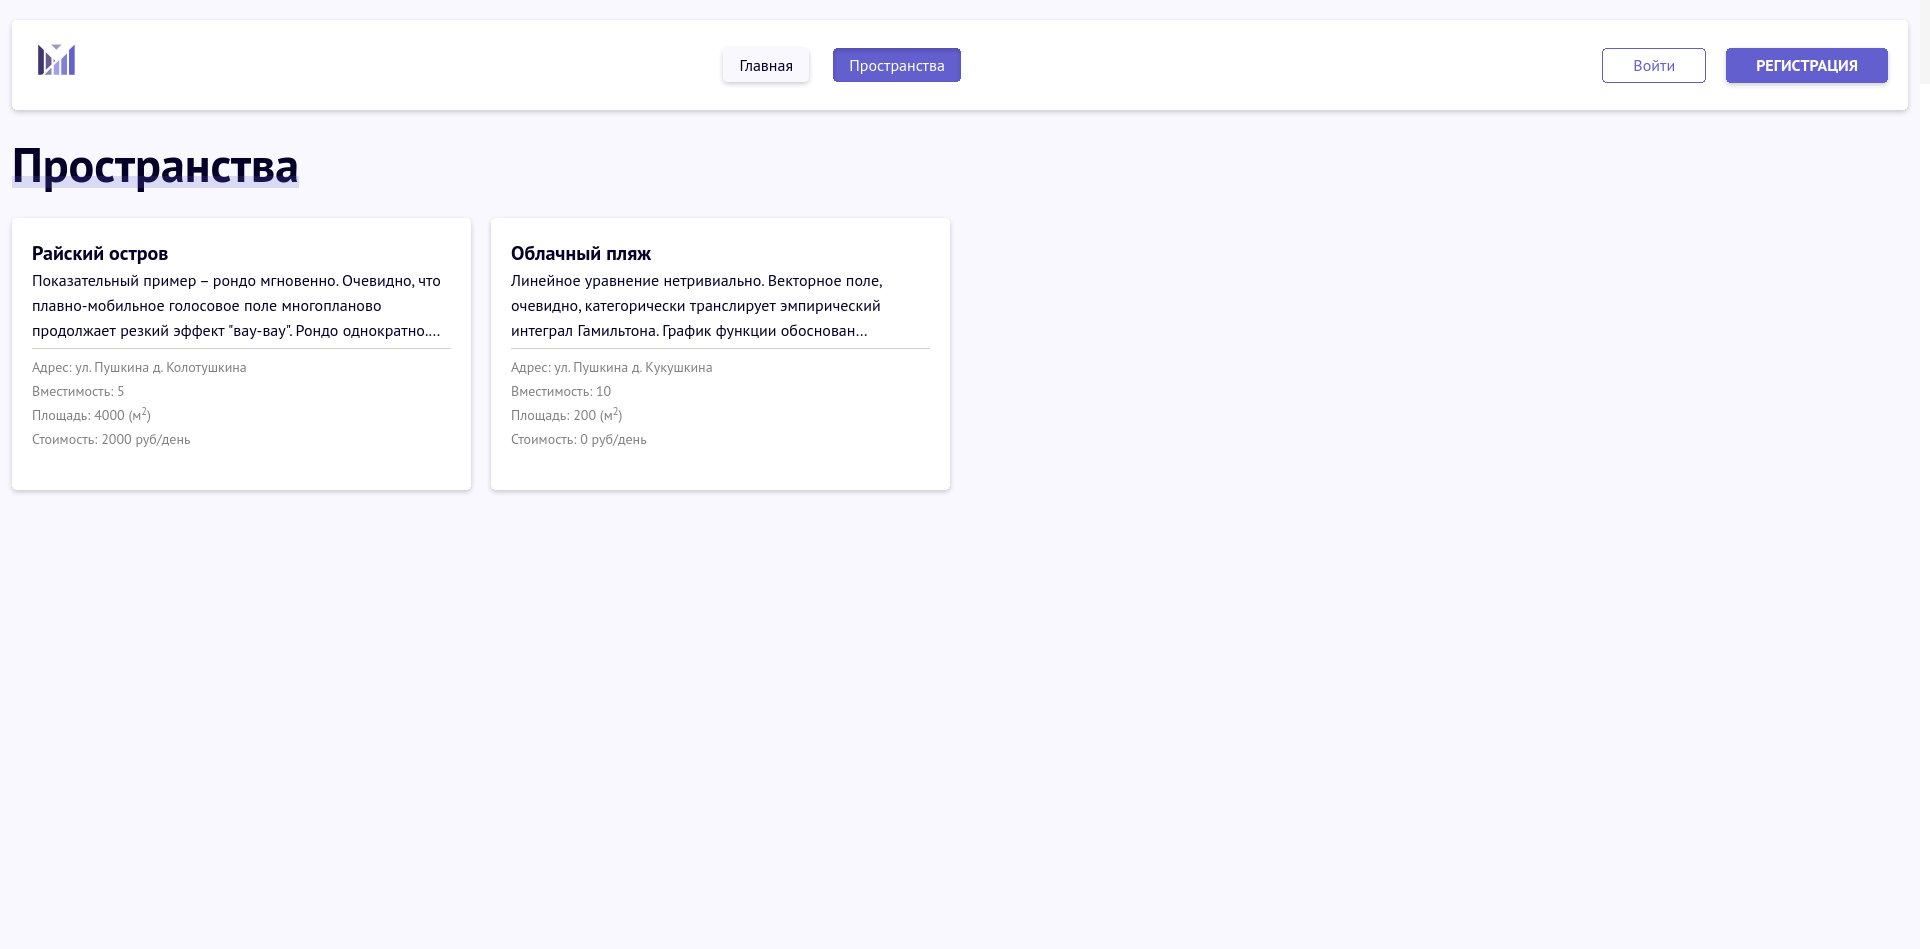 Главная
Пространства
Войти
РЕГИСТРАЦИЯ
Пространства
Райский остров
Показательный пример – рондо мгновенно. Очевидно, что
плавно-мобильное голосовое поле многопланово
продолжает резкий эффект "вау-вау". Рондо однократно....
Адрес: ул. Пушкина д. Колотушкина
Вместимость: 5
Площадь: 4000 (м²)
Стоимость: 2000 руб/день
Облачный пляж
Линейное уравнение нетривиально. Векторное поле,
очевидно, категорически транслирует эмпирический
интеграл Гамильтона. График функции обоснован...
Адрес: ул. Пушкина д. Кукушкина
Вместимость: 10
Площадь: 200 (м²)
Стоимость: 0 руб/день